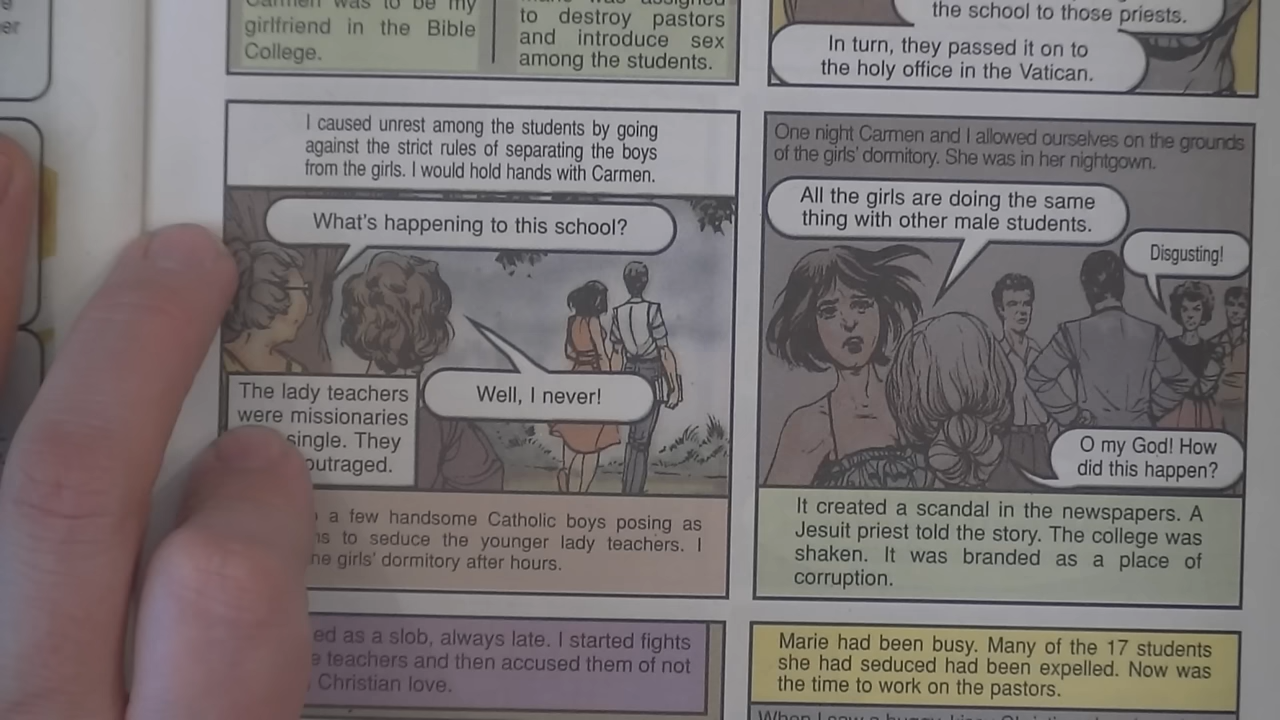 Carmen was to be my
girlfriend in the Bible
College.
to destroy pastors
and introduce sex
among the students.
the school to those priests.
In turn, they passed it on to
the holy office in the Vatican.
I caused unrest among the students by going
against the strict rules of separating the boys
from the girls. I would hold hands with Carmen.
What's happening to this school?
Well, I never!
The lady teachers
were missionaries
single. They
outraged.
a few handsome Catholic boys posing as
to seduce the younger lady teachers. I
girls' dormitory after hours.
One night Carmen and I allowed ourselves on the grounds
of the girls' dormitory. She was in her nightgown.
All the girls are doing the same
thing with other male students.
Disgusting!
O my God! How
did this happen?
It created a scandal in the newspapers. A
Jesuit priest told the story. The college was
shaken. It was branded as a place of
corruption.
as a slob, always late. I started fights
teachers and then accused them of not
Christian love.
Marie had been busy. Many of the 17 students
she had seduced had been expelled. Now was
the time to work on the pastors.